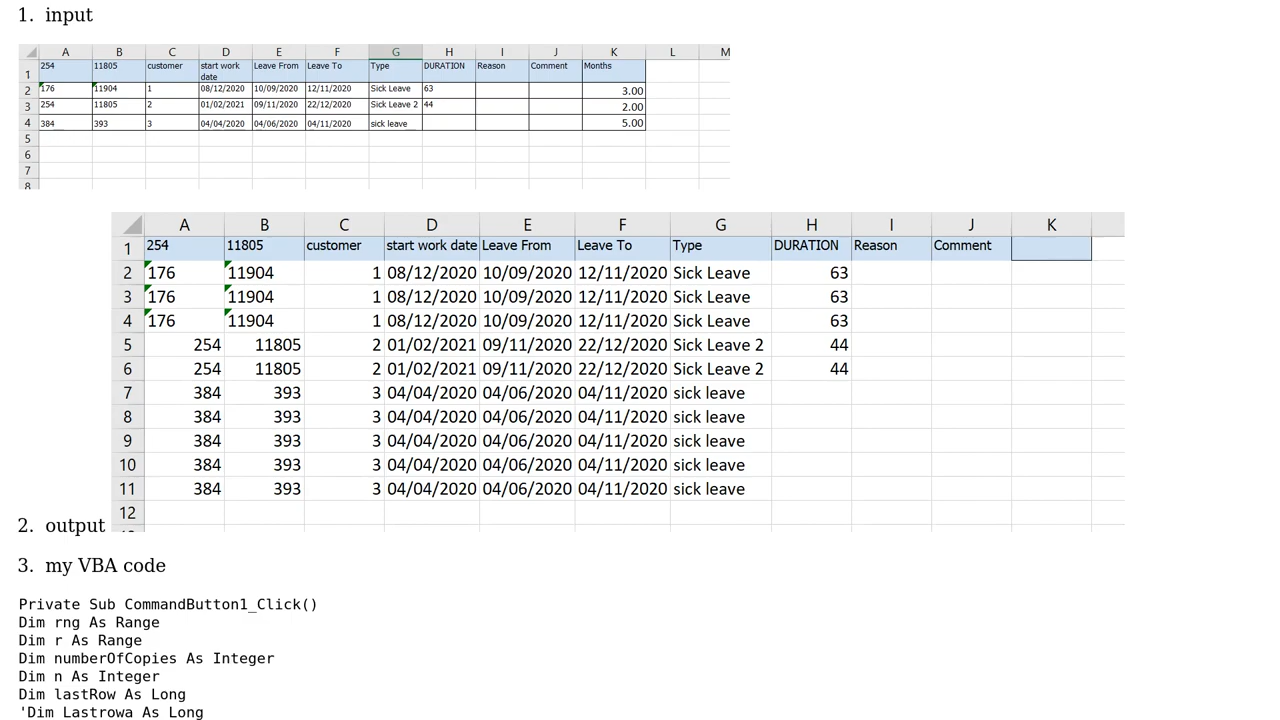 1. input
A B C D E F G H I J K L M
1 254 11805 customer start work date Leave From Leave To Type DURATION Reason Comment Months
2 176 11904 1 08/12/2020 10/09/2020 12/11/2020 Sick Leave 63 3.00
3 254 11805 2 01/02/2021 09/11/2020 22/12/2020 Sick Leave 2 44 2.00
4 384 393 3 04/04/2020 04/06/2020 04/11/2020 sick leave 5.00
5
6
7
8
A B C D E F G H I J K
1 254 11805 customer start work date Leave From Leave To Type DURATION Reason Comment
2 176 11904 1 08/12/2020 10/09/2020 12/11/2020 Sick Leave 63
3 176 11904 1 08/12/2020 10/09/2020 12/11/2020 Sick Leave 63
4 176 11904 1 08/12/2020 10/09/2020 12/11/2020 Sick Leave 63
5 254 11805 2 01/02/2021 09/11/2020 22/12/2020 Sick Leave 2 44
6 254 11805 2 01/02/2021 09/11/2020 22/12/2020 Sick Leave 2 44
7 384 393 3 04/04/2020 04/06/2020 04/11/2020 sick leave
8 384 393 3 04/04/2020 04/06/2020 04/11/2020 sick leave
9 384 393 3 04/04/2020 04/06/2020 04/11/2020 sick leave
10 384 393 3 04/04/2020 04/06/2020 04/11/2020 sick leave
11 384 393 3 04/04/2020 04/06/2020 04/11/2020 sick leave
12
2. output
3. my VBA code
Private Sub CommandButton1_Click()
Dim rng As Range
Dim r As Range
Dim numberOfCopies As Integer
Dim n As Integer
Dim lastRow As Long
'Dim Lastrowa As Long